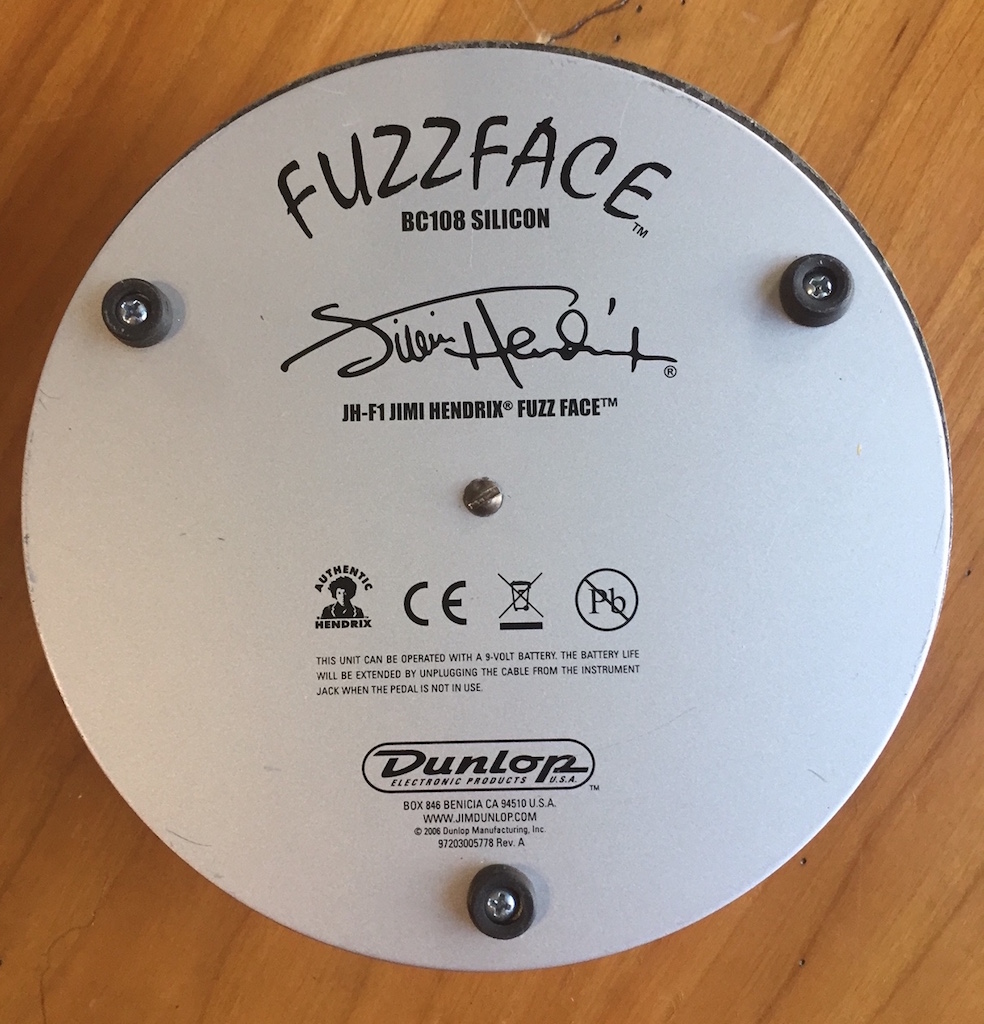 FUZZFACE™
BC108 SILICON
Jimi Hendrix®
JH-F1 JIMI HENDRIX® FUZZ FACE™
AUTHENTIC
HENDRIX
CE
Pb
THIS UNIT CAN BE OPERATED WITH A 9-VOLT BATTERY. THE BATTERY LIFE
WILL BE EXTENDED BY UNPLUGGING THE CABLE FROM THE INSTRUMENT
JACK WHEN THE PEDAL IS NOT IN USE.
Dunlop
ELECTRONIC PRODUCTS U.S.A.™
BOX 846 BENICIA CA 94510 U.S.A.
WWW.JIMDUNLOP.COM
© 2006 Dunlop Manufacturing, Inc.
97203005778 Rev. A